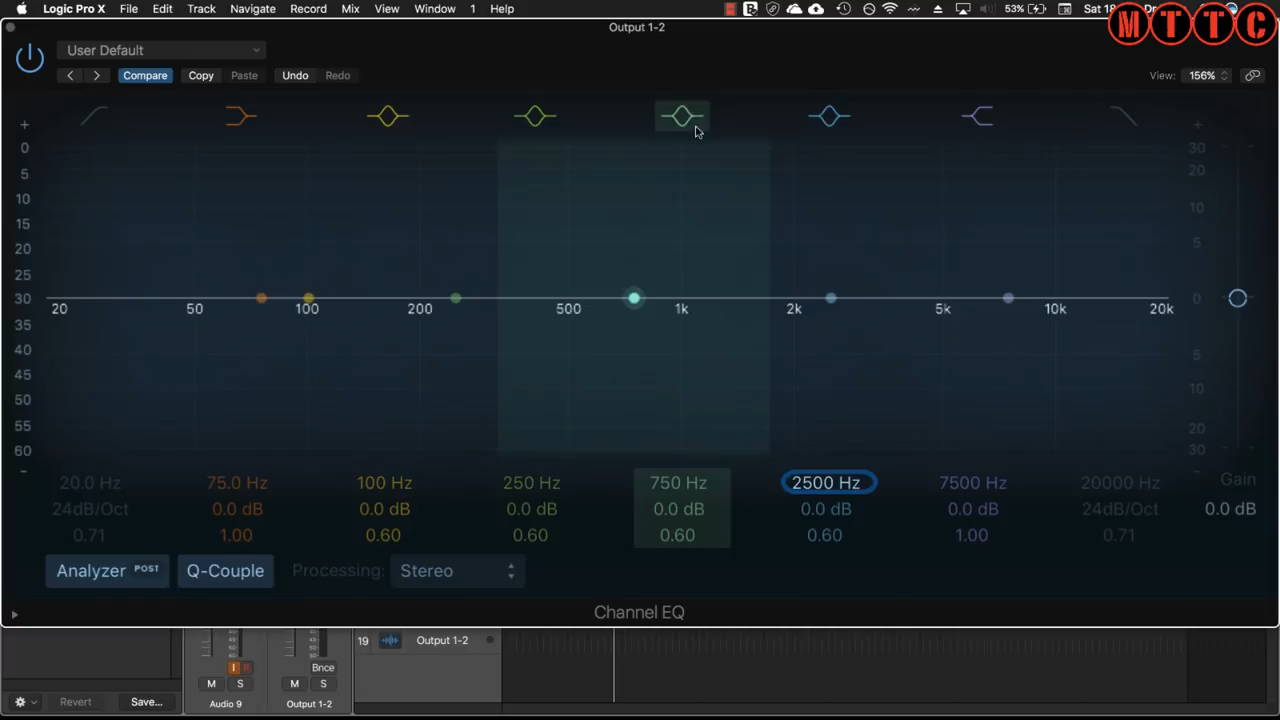 Logic Pro X File Edit Track Navigate Record Mix View Window 1 Help 53% Sat 18
MTTC
Output 1-2
User Default
Compare Copy Paste Undo Redo View: 156%
+ +
0 30
5 20
10 10
15
20 5
25
30 0
20 50 100 200 500 1k 2k 5k 10k 20k
35
40 5
45 10
50
55 20
60 30
- -
20.0 Hz 75.0 Hz 100 Hz 250 Hz 750 Hz 2500 Hz 7500 Hz 20000 Hz Gain
24dB/Oct 0.0 dB 0.0 dB 0.0 dB 0.0 dB 0.0 dB 0.0 dB 24dB/Oct 0.0 dB
0.71 1.00 0.60 0.60 0.60 0.60 1.00 0.71
Analyzer POST Q-Couple Processing: Stereo
Channel EQ
19 Output 1-2
I R Bnce
M S M S
Revert Save... Audio 9 Output 1-2